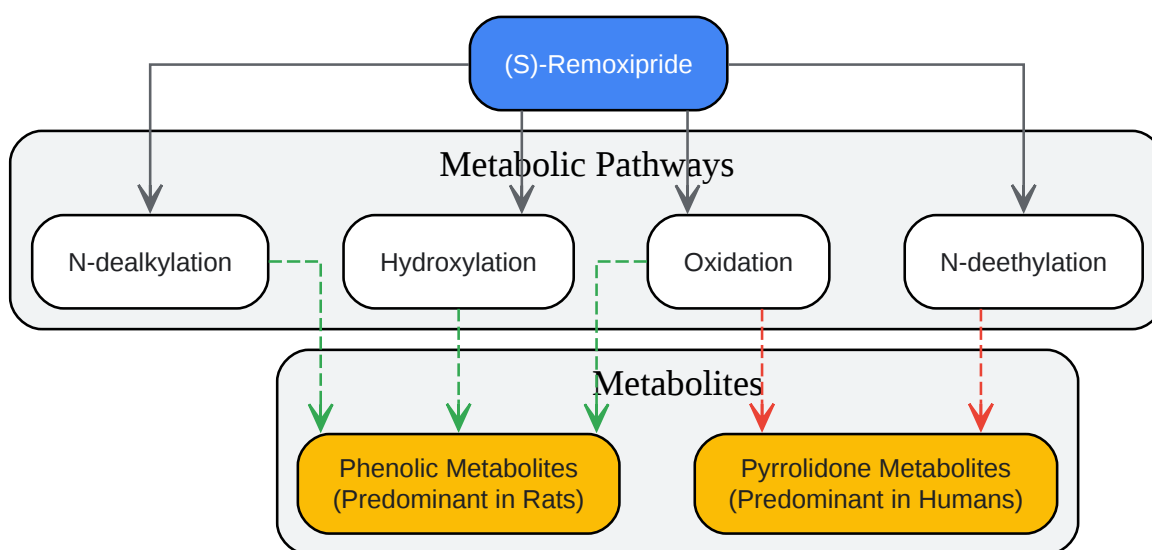 (S)-Remoxipride
Metabolic Pathways
N-dealkylation
Hydroxylation
Oxidation
N-deethylation
Metabolites
Phenolic Metabolites
(Predominant in Rats)
Pyrrolidone Metabolites
(Predominant in Humans)